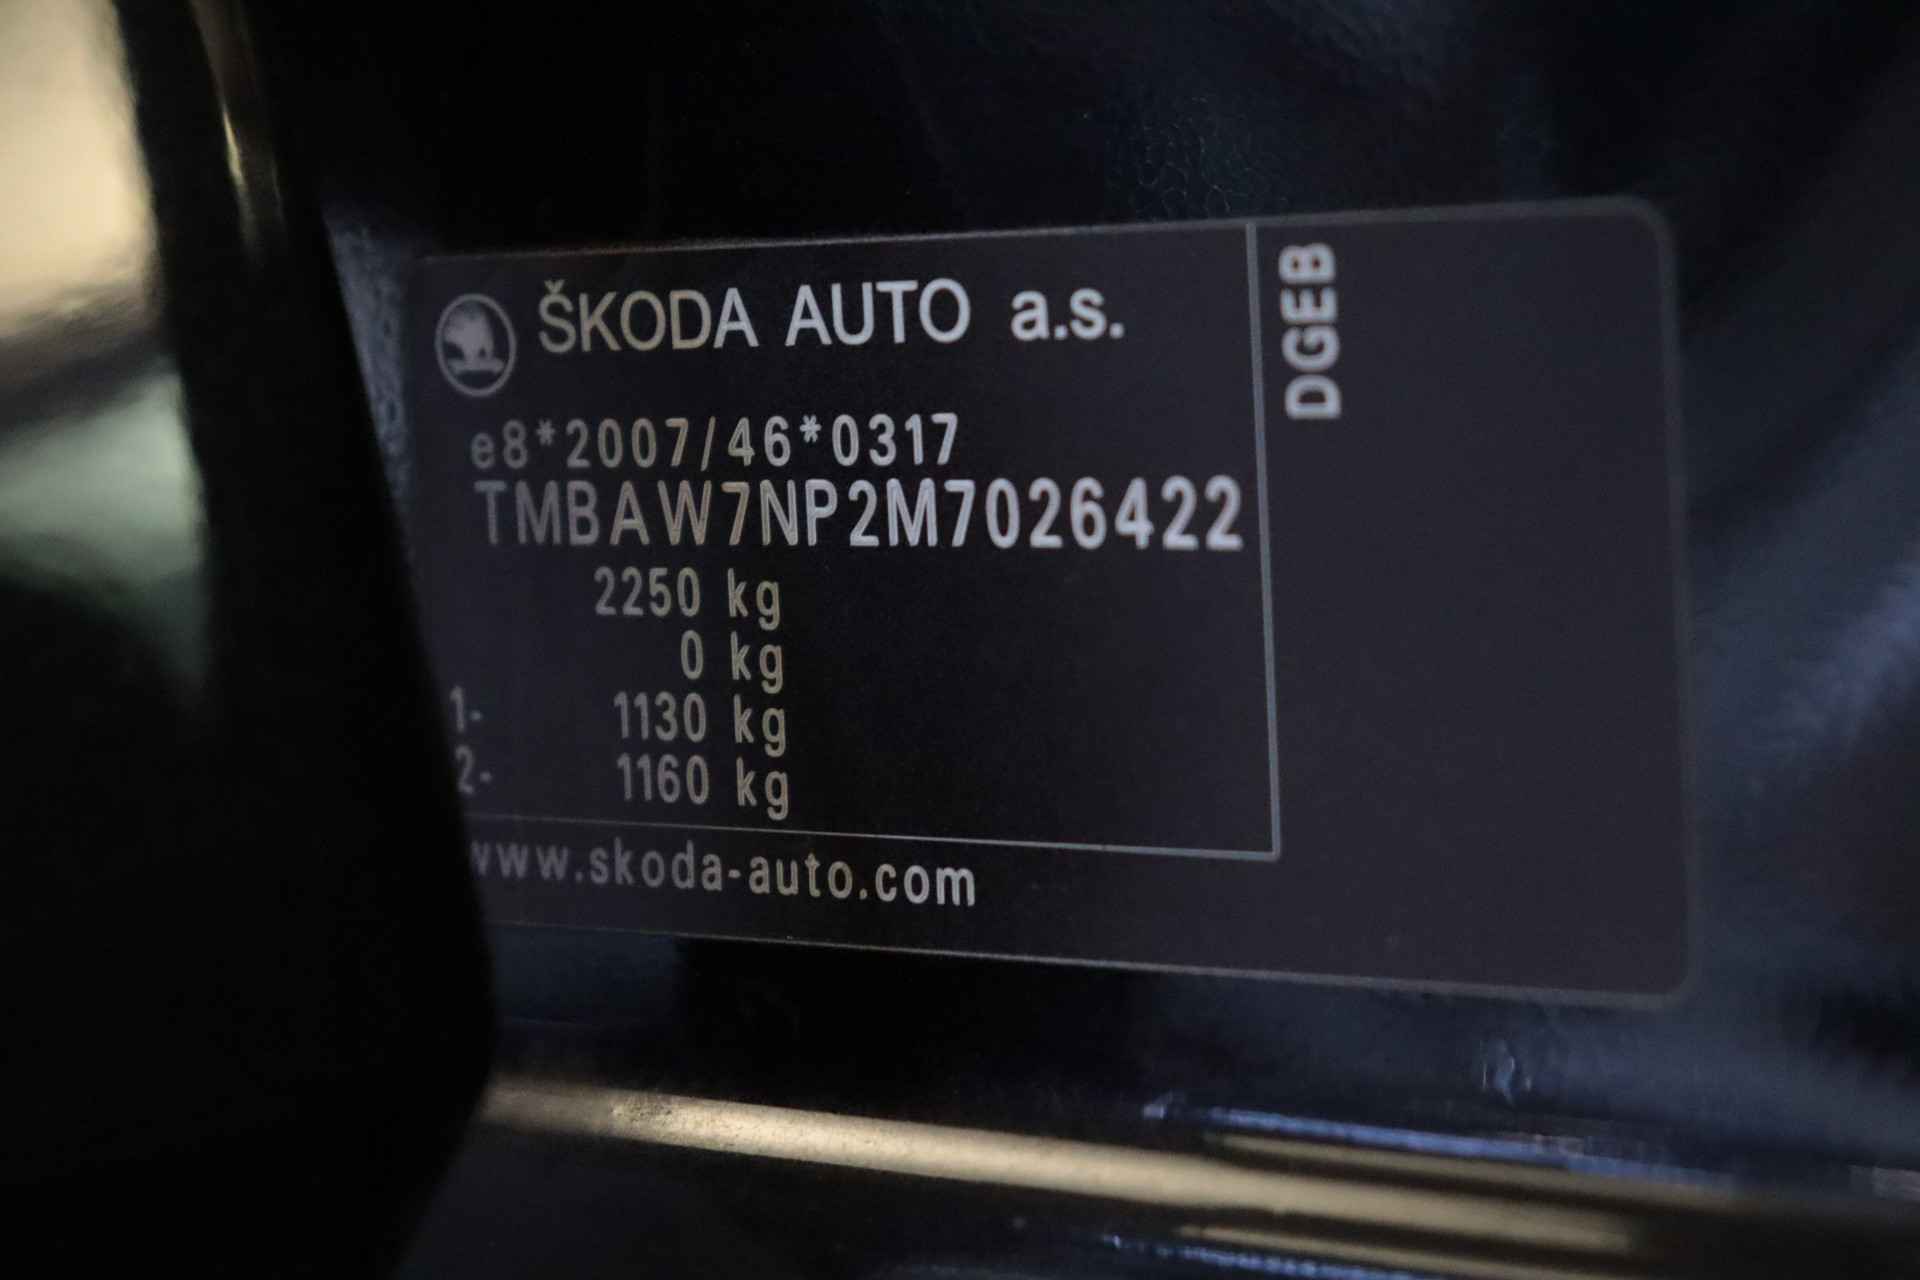 ŠKODA AUTO a.s.
e8*2007/46*0317
TMBAW7NP2M7026422
2250 kg
0 kg
1- 1130 kg
2- 1160 kg
www.skoda-auto.com
DGEB